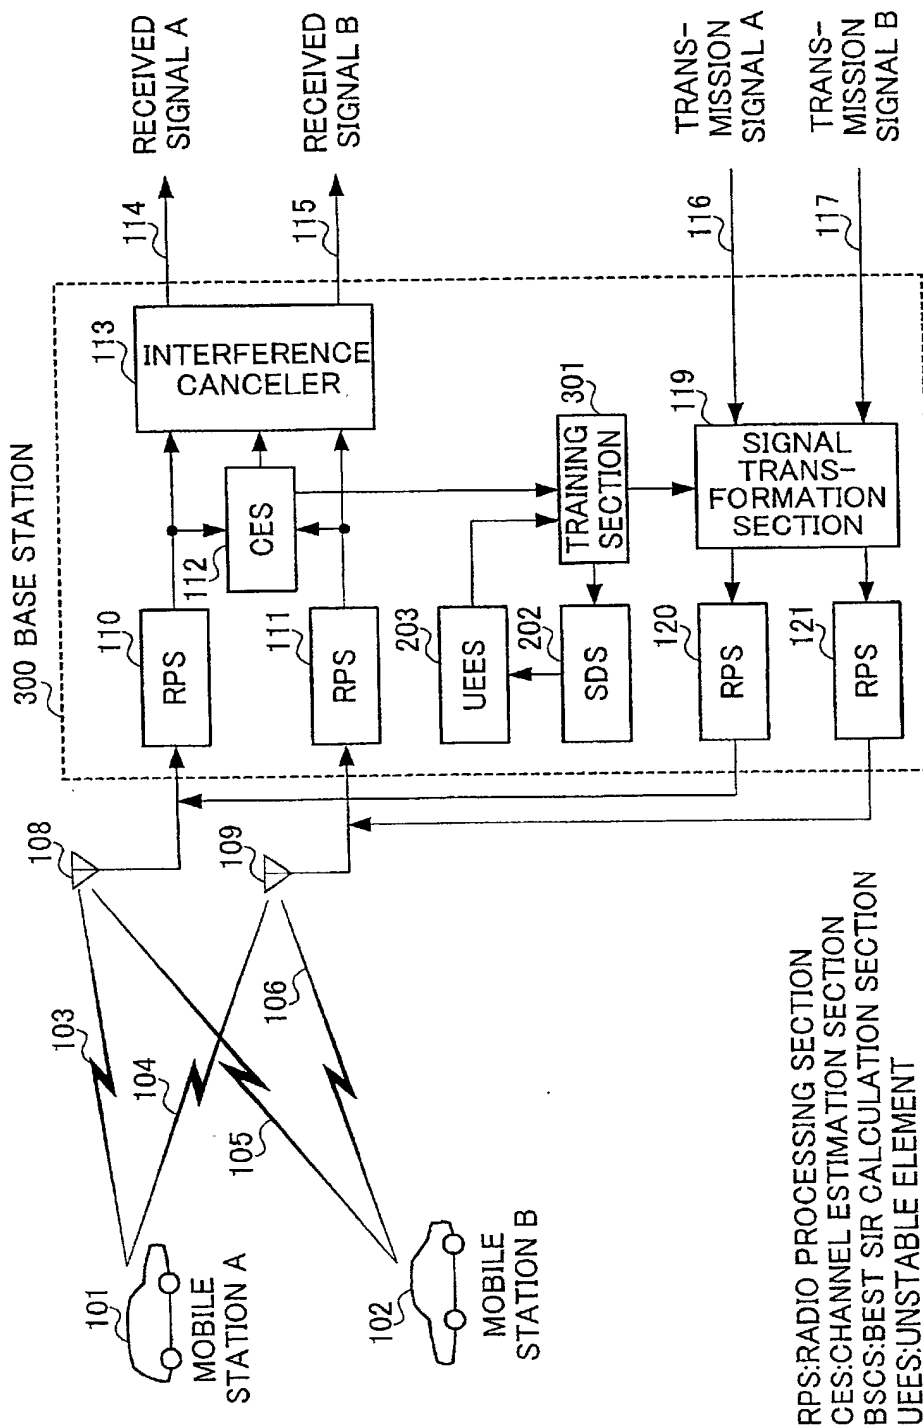 300 BASE STATION
101
MOBILE
STATION A
102
MOBILE
STATION B
103
104
105
106
108
109
110
RPS
111
RPS
112
CES
113
INTERFERENCE
CANCELER
114
RECEIVED
SIGNAL A
115
RECEIVED
SIGNAL B
203
UEES
202
SDS
301
TRAINING
SECTION
119
SIGNAL
TRANS-
FORMATION
SECTION
120
RPS
121
RPS
116
TRANS-
MISSION
SIGNAL A
117
TRANS-
MISSION
SIGNAL B
RPS:RADIO PROCESSING SECTION
CES:CHANNEL ESTIMATION SECTION
BSCS:BEST SIR CALCULATION SECTION
UEES:UNSTABLE ELEMENT